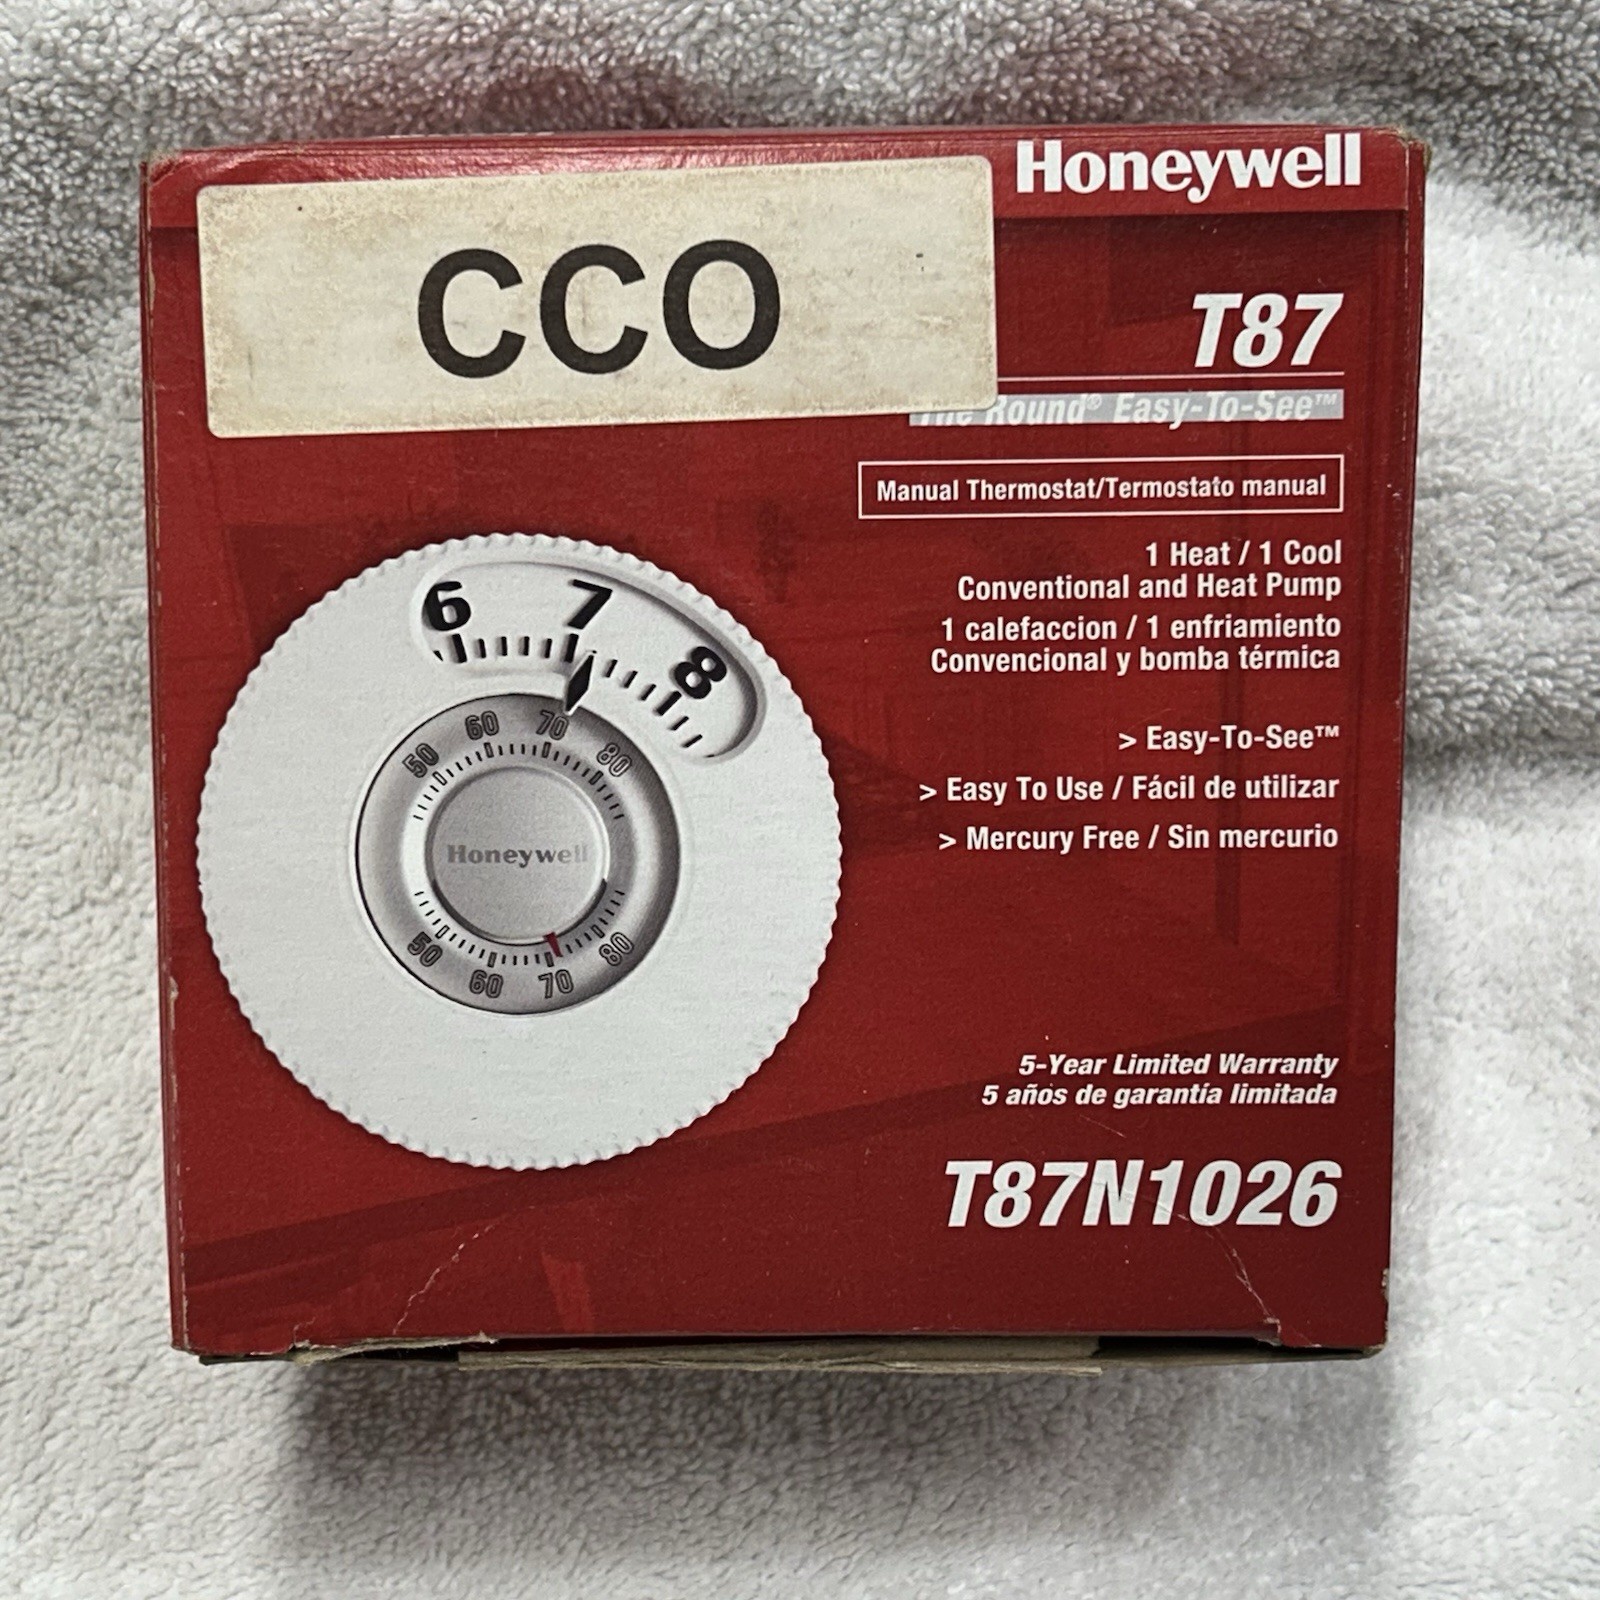 Honeywell
CCO
T87
The Round® Easy-To-See™
Manual Thermostat/Termostato manual
1 Heat / 1 Cool
Conventional and Heat Pump
1 calefaccion / 1 enfriamiento
Convencional y bomba térmica
> Easy-To-See™
> Easy To Use / Fácil de utilizar
> Mercury Free / Sin mercurio
6 7 8
50 60 70 80
Honeywell
50 60 70 80
5-Year Limited Warranty
5 años de garantía limitada
T87N1026